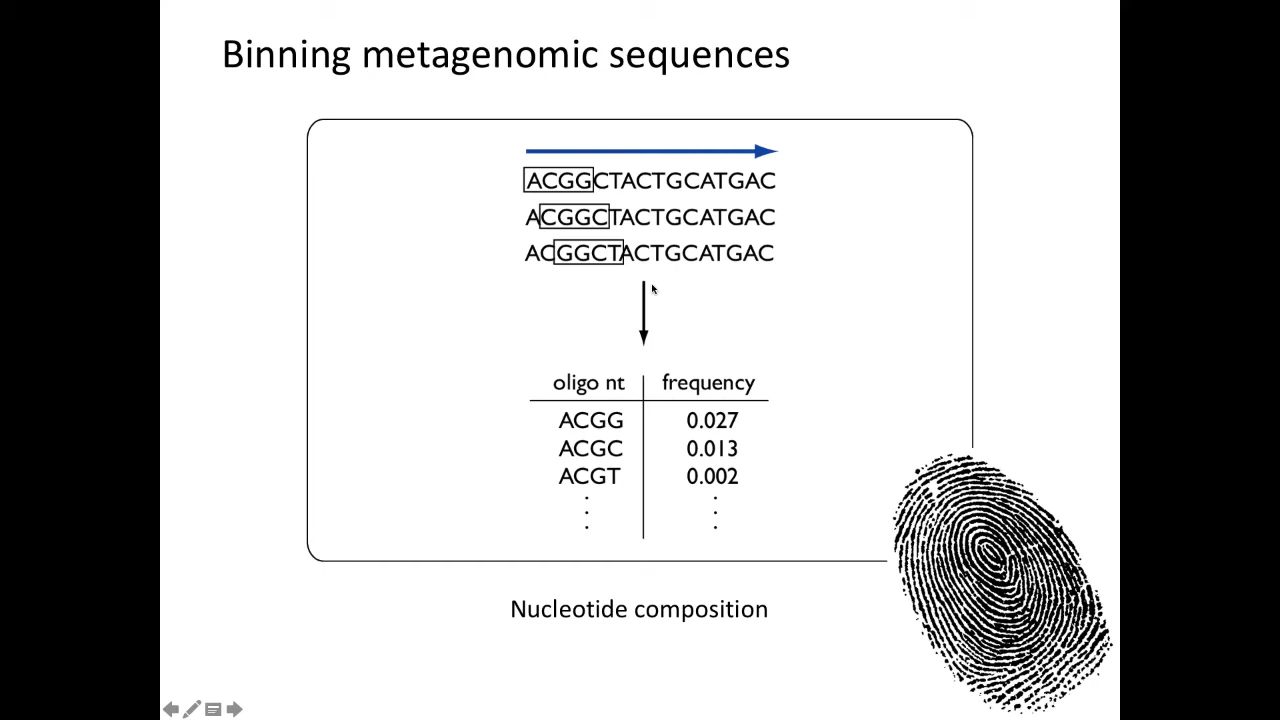 Binning metagenomic sequences
ACGGCTACTGCATGAC
ACGGCTACTGCATGAC
ACGGCTACTGCATGAC
oligo nt frequency
ACGG 0.027
ACGC 0.013
ACGT 0.002
Nucleotide composition